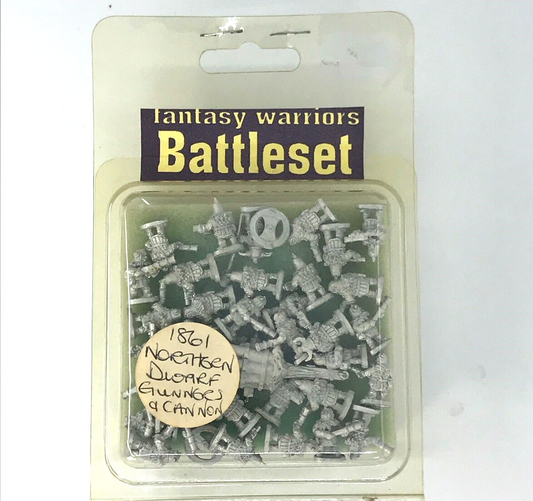 fantasy warriors
Battleset
1861
NORTHERN
DWARF
GUNNERS
& CANNON